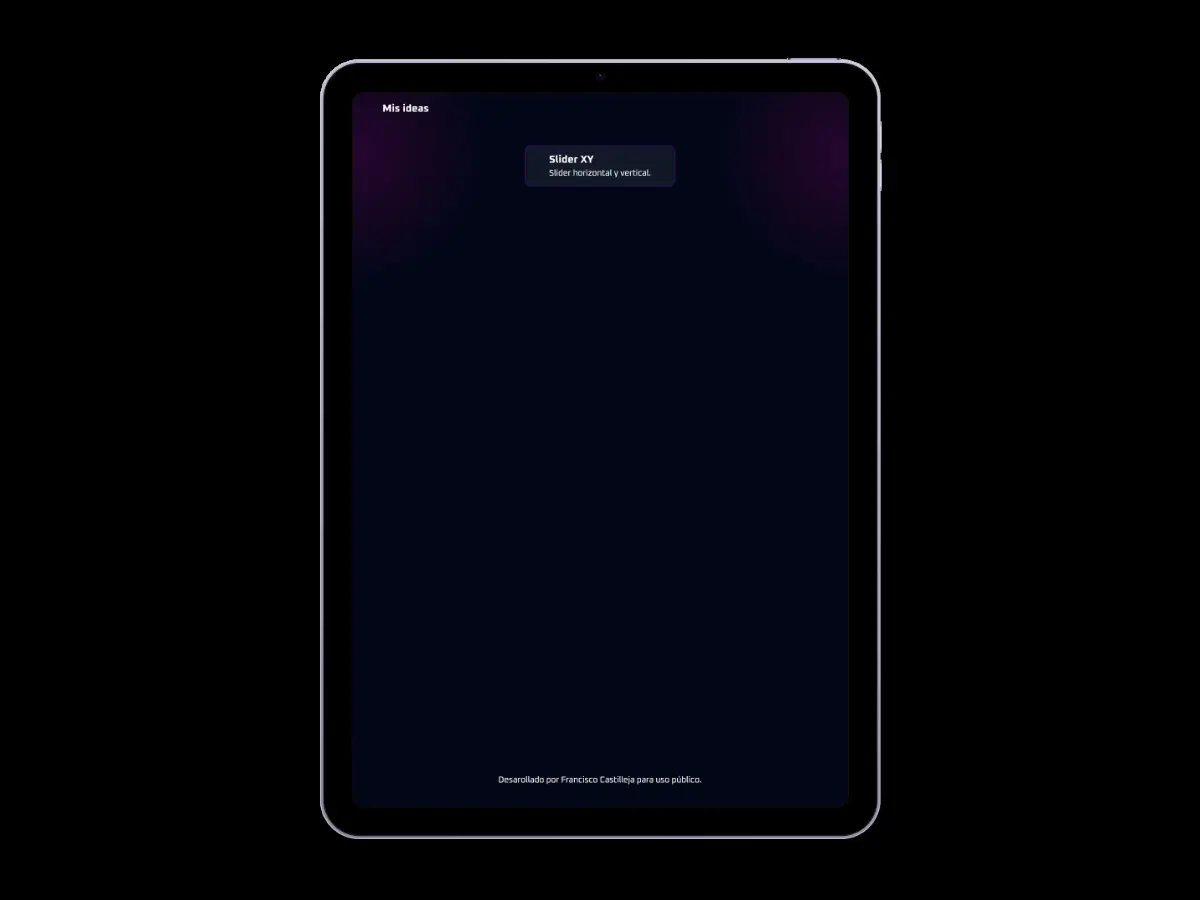 Mis ideas
Slider XY
Slider horizontal y vertical.
Desarollado por Francisco Castilleja para uso público.